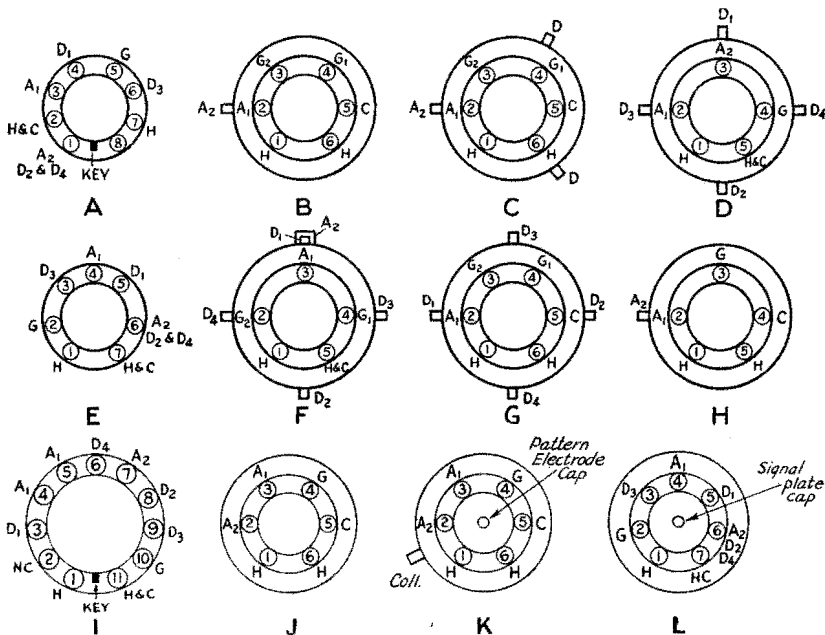 D1 G
4 5
A1 3 6 D3
H&C 2 7 H
A2 1 8
D2 & D4 KEY
A
G2 G1
3 4
A2 A1 2 5 C
1 6
H H
B
D
G2 G1
3 4
A2 A1 2 5 C
1 6
H H
D
C
D1
A2
3
D3 A1 2 4 G D4
1 5
H H&C
D2
D
A1
D3 4 D1
3 5
G 2 6 A2
D2 & D4
1 7
H H&C
E
D1 A2
A1
3
D4 G2 2 4 G1 D3
1 5
H H&C
D2
F
D3
G2 G1
3 4
D1 A1 2 5 C D2
1 6
H H
D4
G
G
3
A2 A1 2 4 C
1 5
H H
H
D4
A1 5 6 7 A2
A1 4 8 D2
D1 3 9 D3
NC 2 10 G
H 1 11 H&C
KEY
I
A1 G
3 4
A2 2 5 C
1 6
H H
J
Pattern
Electrode
Cap
A1 G
3 4
A2 2 5 C
1 6
H H
Coll.
K
Signal
plate
cap
A1
D3 4 D1
3 5
G 2 6 A2
D2
1 7 D4
H HC
L